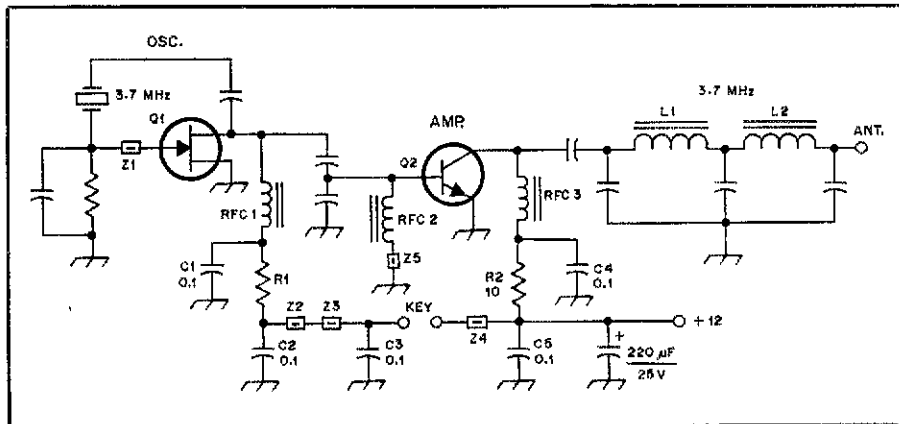 OSC.
3.7 MHz
Q1
Z1
AMP.
Q2
3.7 MHz
L1
L2
ANT.
RFC 1
RFC 2
RFC 3
Z5
C1
0.1
R1
C4
0.1
R2
10
Z2
Z3
KEY
Z4
+12
C2
0.1
C3
0.1
C5
0.1
+
220 µF
25 V